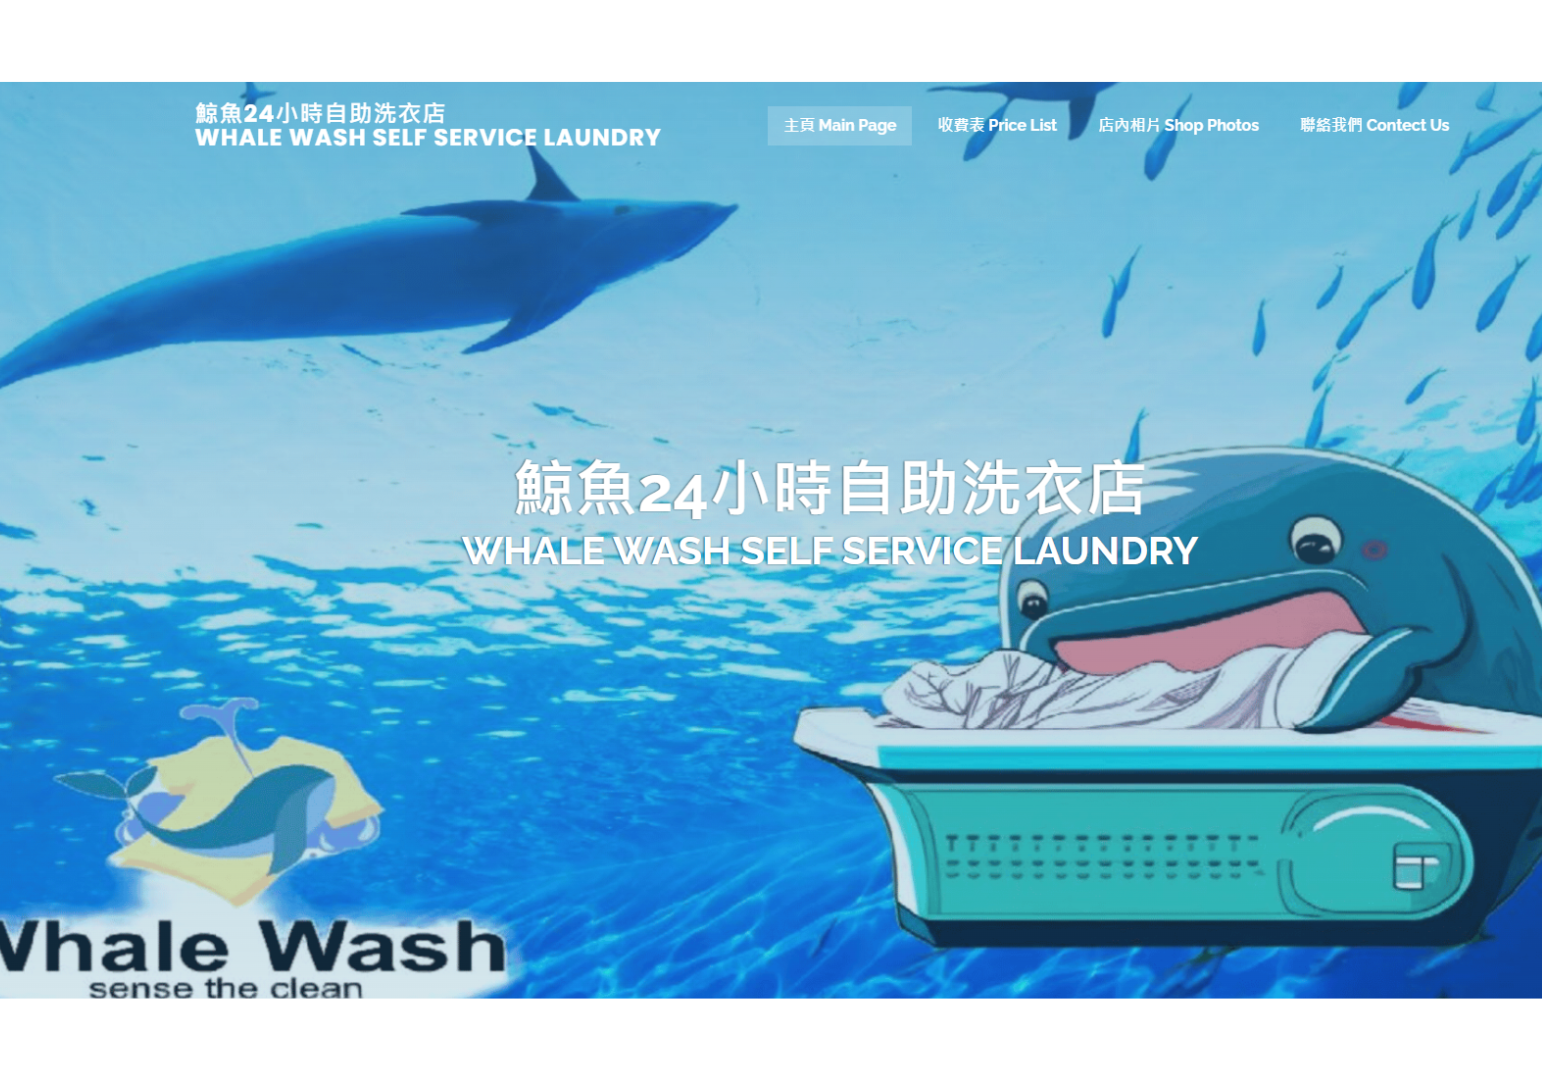 鯨魚24小時自助洗衣店
WHALE WASH SELF SERVICE LAUNDRY
主頁 Main Page
收費表 Price List
店內相片 Shop Photos
聯絡我們 Contect Us
鯨魚24小時自助洗衣店
WHALE WASH SELF SERVICE LAUNDRY
Whale Wash
sense the clean